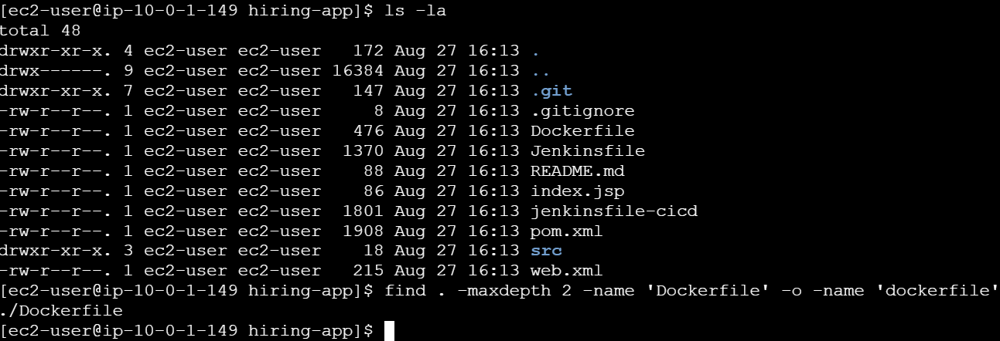 [ec2-user@ip-10-0-1-149 hiring-app]$ ls -la
total 48
drwxr-xr-x. 4 ec2-user ec2-user   172 Aug 27 16:13 .
drwx------. 9 ec2-user ec2-user 16384 Aug 27 16:13 ..
drwxr-xr-x. 7 ec2-user ec2-user   147 Aug 27 16:13 .git
-rw-r--r--. 1 ec2-user ec2-user     8 Aug 27 16:13 .gitignore
-rw-r--r--. 1 ec2-user ec2-user   476 Aug 27 16:13 Dockerfile
-rw-r--r--. 1 ec2-user ec2-user  1370 Aug 27 16:13 Jenkinsfile
-rw-r--r--. 1 ec2-user ec2-user    88 Aug 27 16:13 README.md
-rw-r--r--. 1 ec2-user ec2-user    86 Aug 27 16:13 index.jsp
-rw-r--r--. 1 ec2-user ec2-user  1801 Aug 27 16:13 jenkinsfile-cicd
-rw-r--r--. 1 ec2-user ec2-user  1908 Aug 27 16:13 pom.xml
drwxr-xr-x. 3 ec2-user ec2-user    18 Aug 27 16:13 src
-rw-r--r--. 1 ec2-user ec2-user   215 Aug 27 16:13 web.xml
[ec2-user@ip-10-0-1-149 hiring-app]$ find . -maxdepth 2 -name 'Dockerfile' -o -name 'dockerfile'
./Dockerfile
[ec2-user@ip-10-0-1-149 hiring-app]$